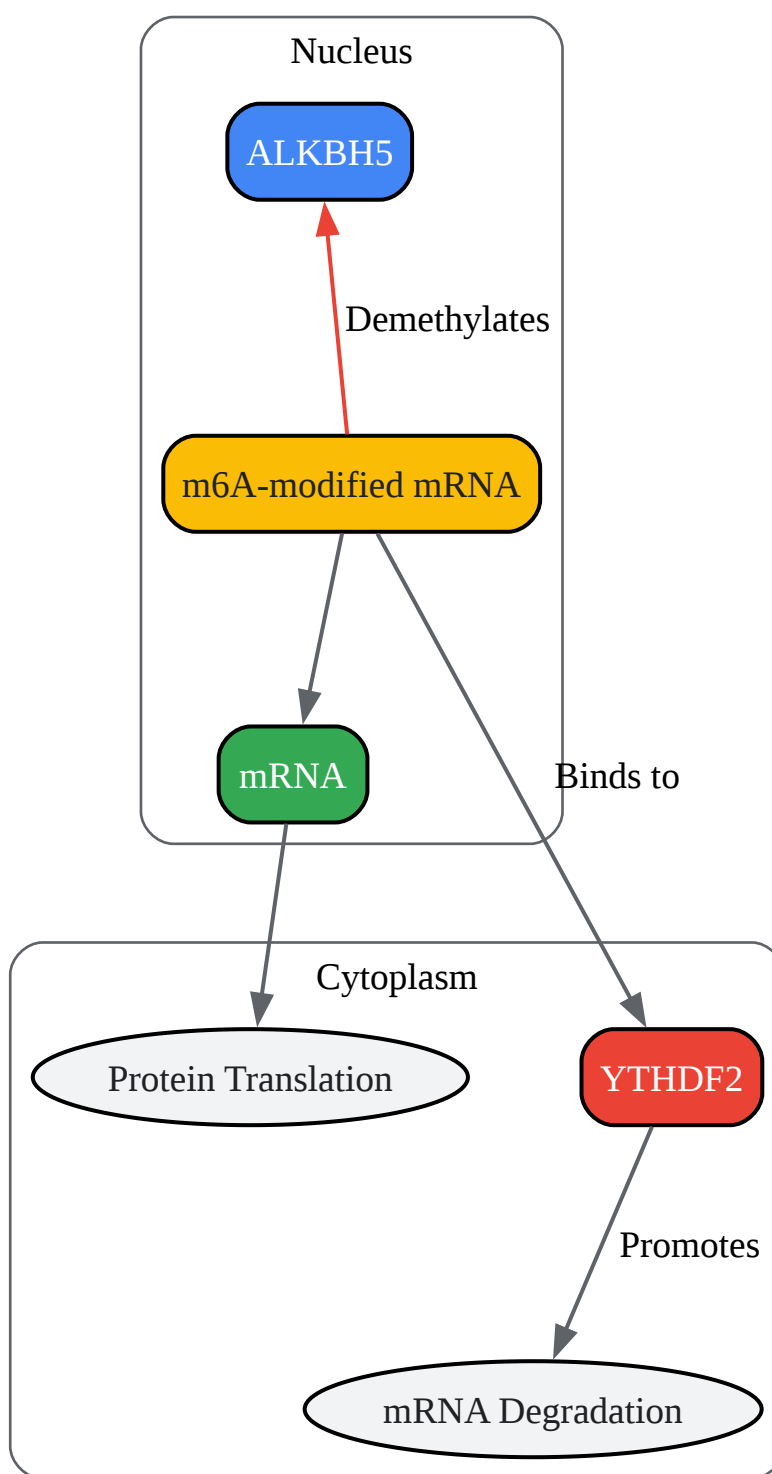 Nucleus
ALKBH5
Demethylates
m6A-modified mRNA
mRNA
Binds to
Cytoplasm
Protein Translation
YTHDF2
Promotes
mRNA Degradation